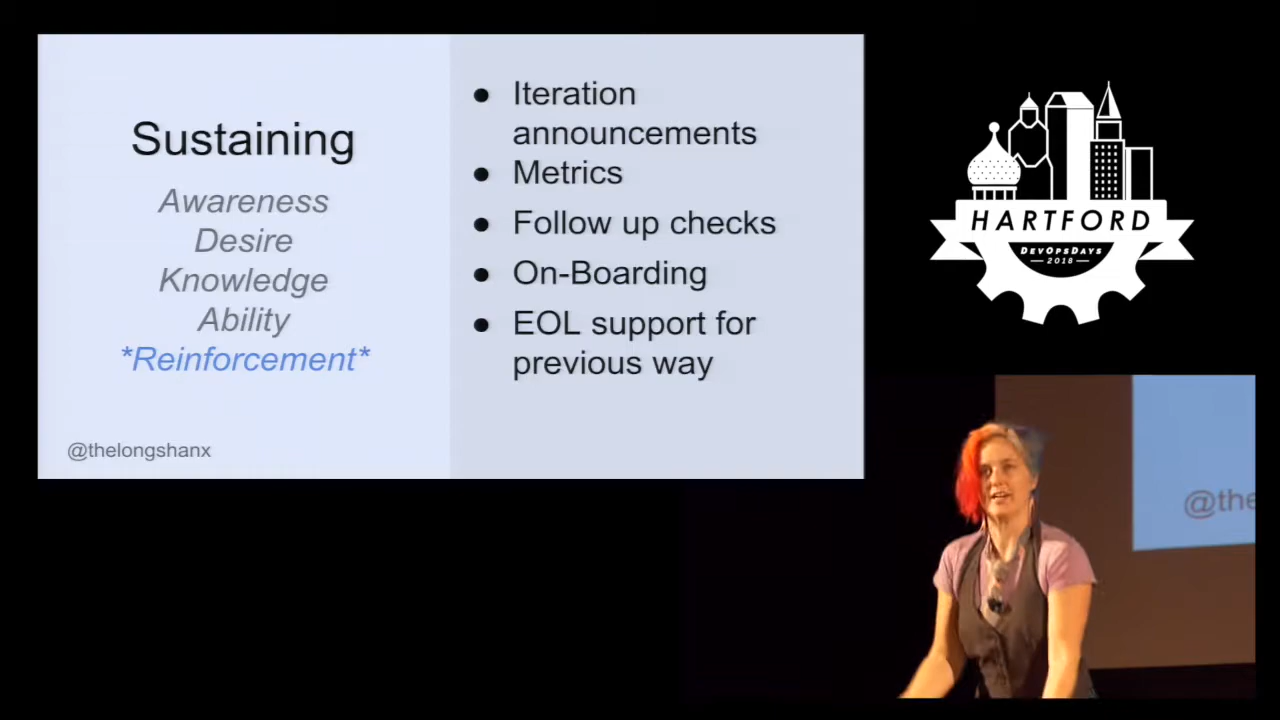 Sustaining
Awareness
Desire
Knowledge
Ability
*Reinforcement*
@thelongshanx
● Iteration
announcements
● Metrics
● Follow up checks
● On-Boarding
● EOL support for
previous way
HARTFORD
DEVOPSDAYS
—2018—
@the